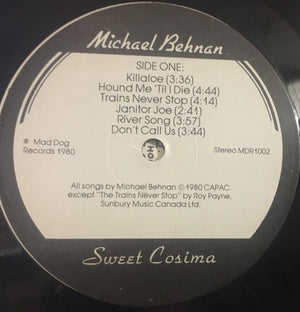 Michael Behnan
SIDE ONE:
Killaloe (3:36)
Hound Me 'Til I Die (4:44)
Trains Never Stop (4:14)
Janitor Joe (2:41)
River Song (3:57)
Don't Call Us (3:44)
℗ Mad Dog
Records 1980
Stereo MDR1002
All songs by Michael Behnan © 1980 CAPAC
except "The Trains Never Stop" by Roy Payne,
Sunbury Music Canada Ltd.
Sweet Cosima